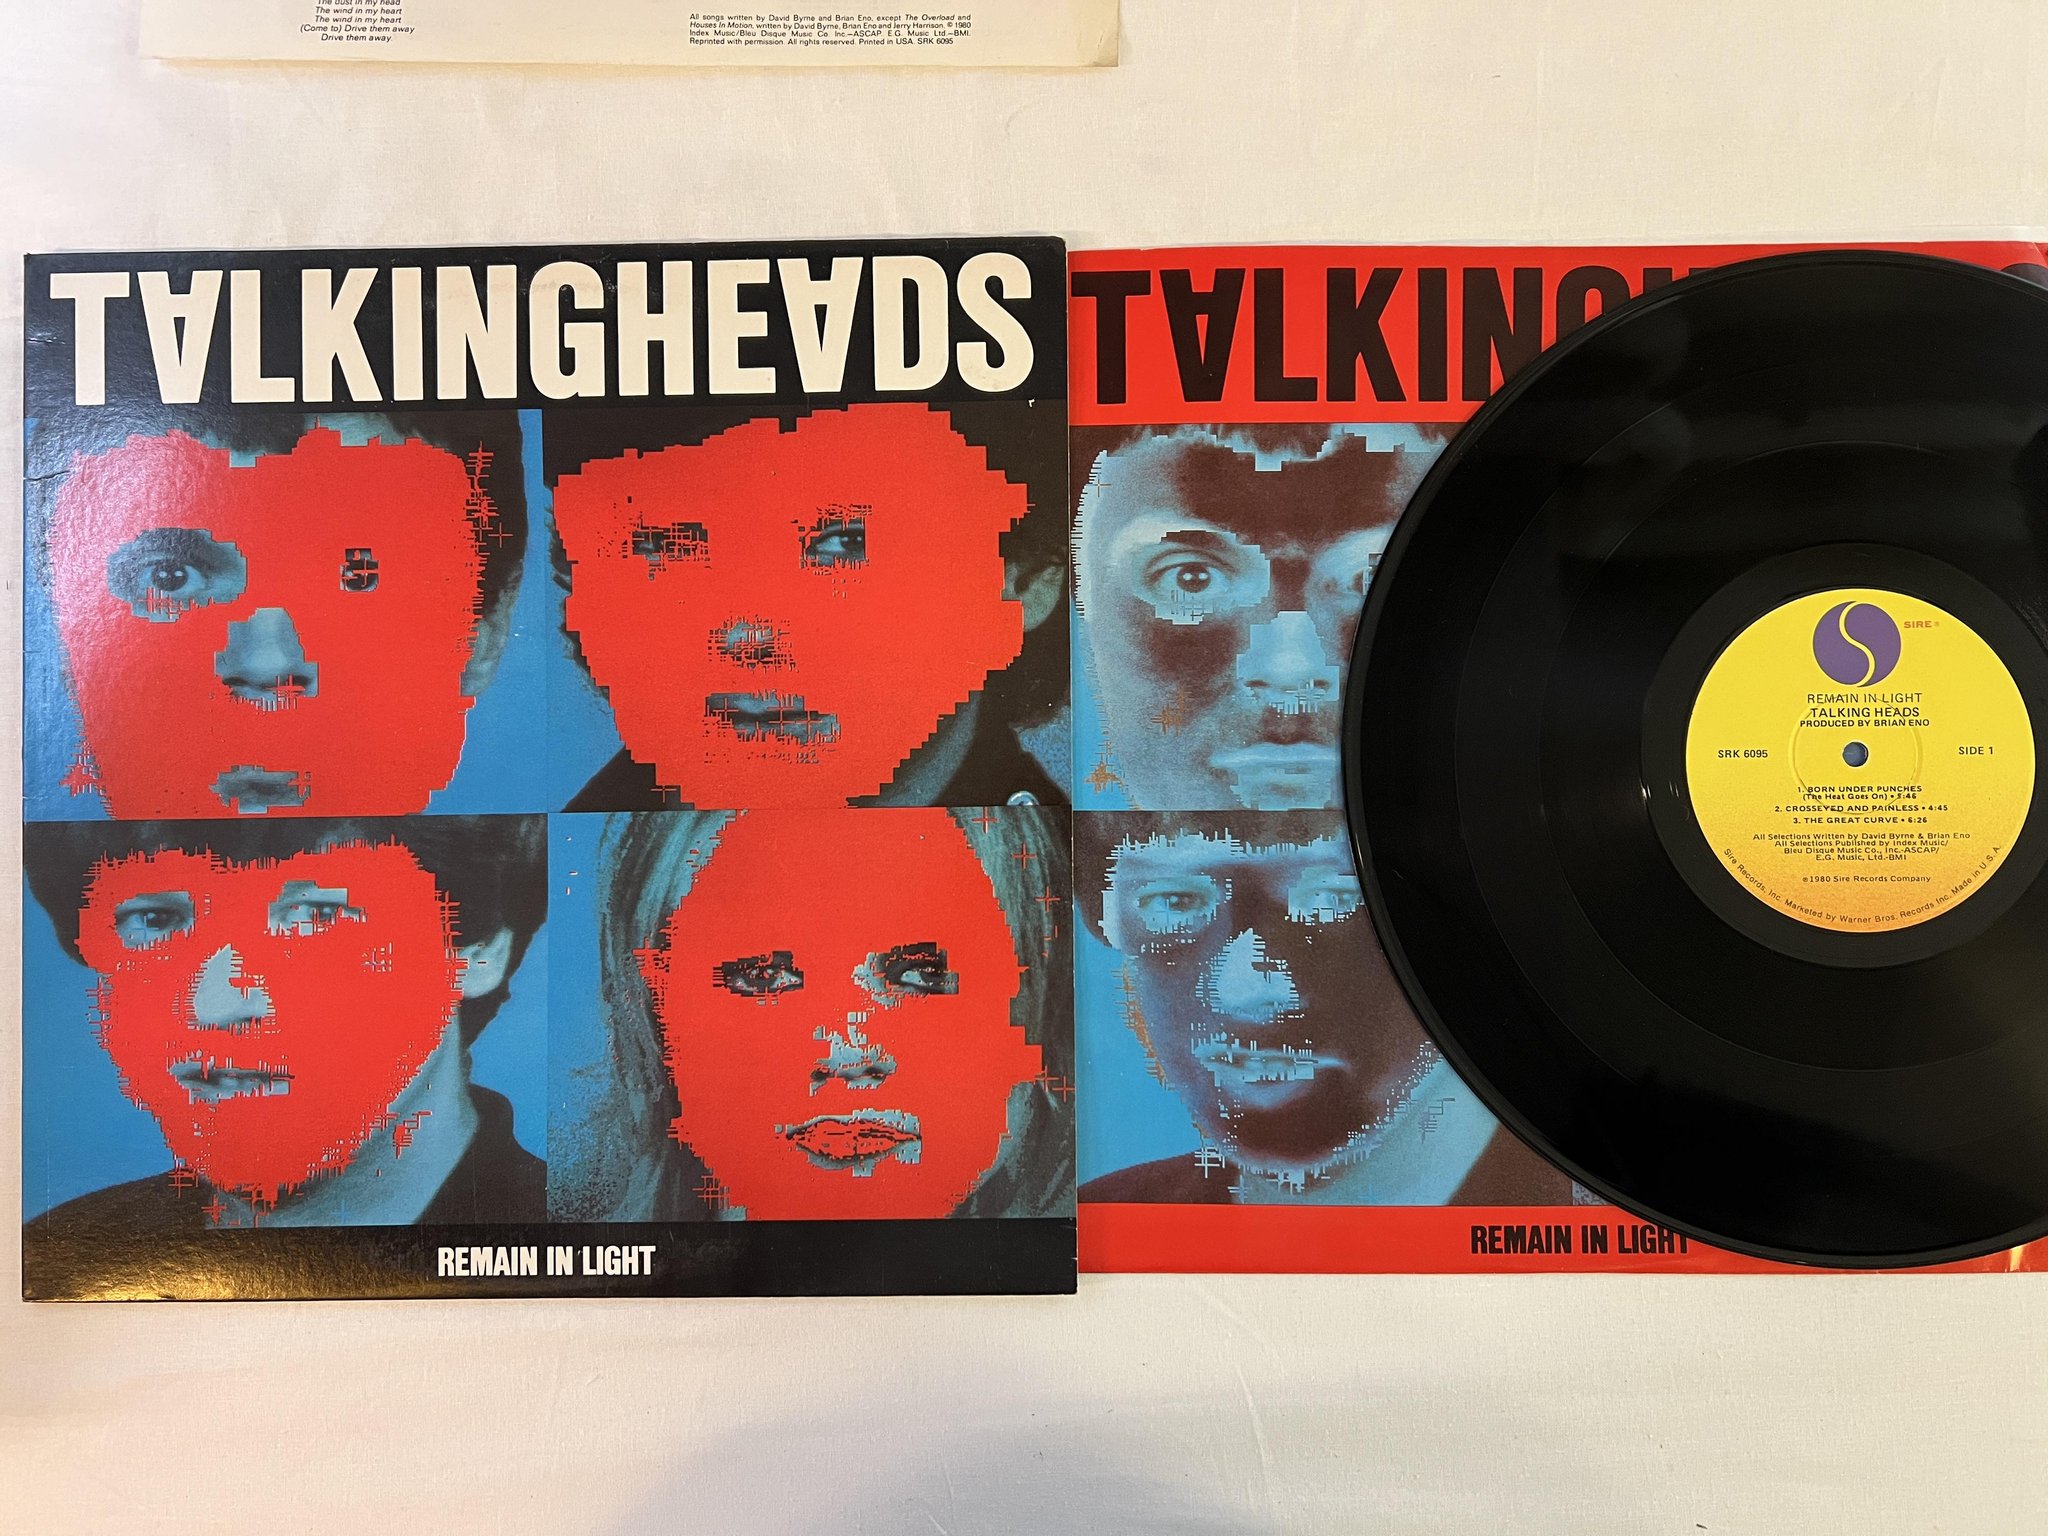 The dust in my head
The wind in my heart
The wind in my heart
(Come to) Drive them away
Drive them away.
All songs written by David Byrne and Brian Eno, except The Overload and
Houses In Motion, written by David Byrne, Brian Eno and Jerry Harrison. © 1980
Index Music/Bleu Disque Music Co. Inc.—ASCAP. E.G. Music Ltd.—BMI.
Reprinted with permission. All rights reserved. Printed in USA. SRK 6095
TALKINGHEADS
REMAIN IN LIGHT
TALKING
REMAIN IN LIGHT
SIRE®
REMAIN IN LIGHT
TALKING HEADS
PRODUCED BY BRIAN ENO
SRK 6095
SIDE 1
1. BORN UNDER PUNCHES
(The Heat Goes On) • 5:46
2. CROSSEYED AND PAINLESS • 4:45
3. THE GREAT CURVE • 6:26
All Selections Written by David Byrne & Brian Eno
All Selections Published by Index Music/
Bleu Disque Music Co., Inc.-ASCAP/
E.G. Music, Ltd.-BMI
℗1980 Sire Records Company
Sire Records, Inc. Marketed by Warner Bros. Records Inc. Made in U.S.A.